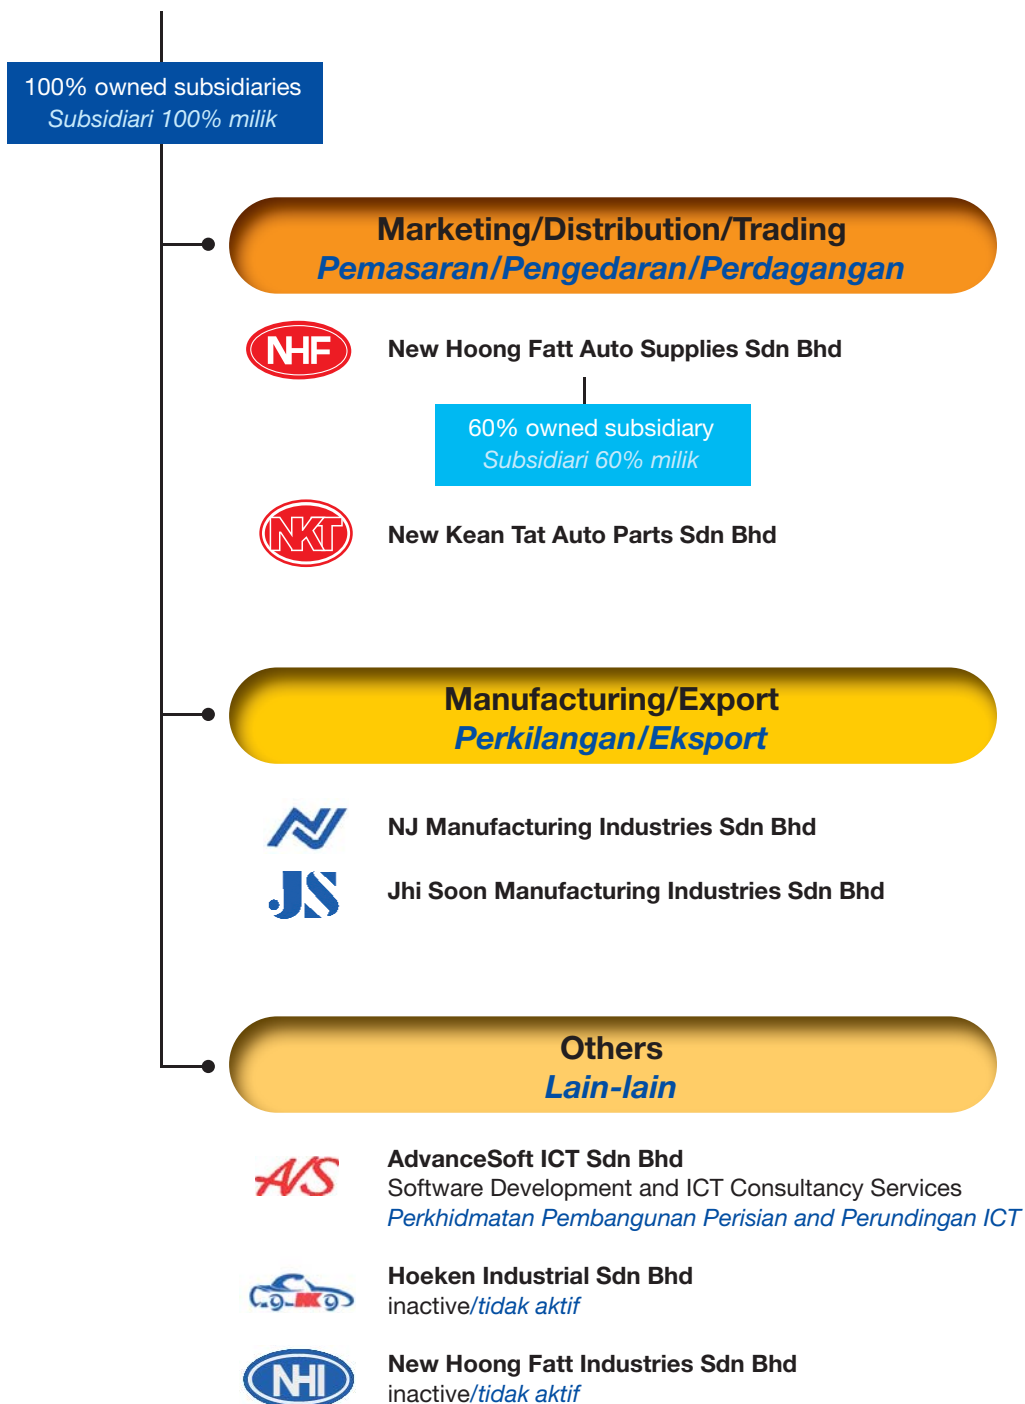 100% owned subsidiaries
Subsidiari 100% milik
Marketing/Distribution/Trading
Pemasaran/Pengedaran/Perdagangan
NHF
New Hoong Fatt Auto Supplies Sdn Bhd
60% owned subsidiary
Subsidiari 60% milik
NKT
New Kean Tat Auto Parts Sdn Bhd
Manufacturing/Export
Perkilangan/Eksport
NJ Manufacturing Industries Sdn Bhd
JS
Jhi Soon Manufacturing Industries Sdn Bhd
Others
Lain-lain
AdvanceSoft ICT Sdn Bhd
Software Development and ICT Consultancy Services
Perkhidmatan Pembangunan Perisian and Perundingan ICT
Hoeken Industrial Sdn Bhd
inactive/tidak aktif
NHI
New Hoong Fatt Industries Sdn Bhd
inactive/tidak aktif